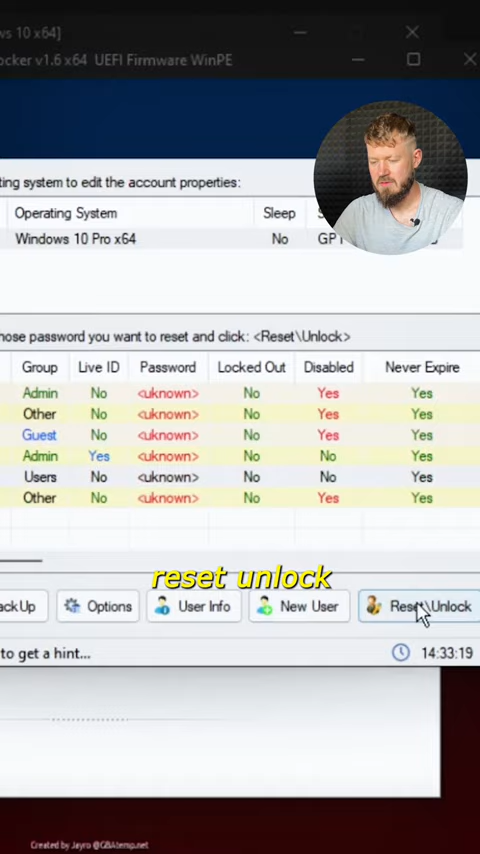 ws 10 x64]
ocker v1.6 x64 UEFI Firmware WinPE
ting system to edit the account properties:
Operating System Sleep
Windows 10 Pro x64 No
hose password you want to reset and click: <Reset\Unlock>
Group Live ID Password Locked Out Disabled Never Expire
Admin No <uknown> No Yes Yes
Other No <uknown> No Yes Yes
Guest No <uknown> No Yes Yes
Admin Yes <uknown> No No Yes
Users No <uknown> No No Yes
Other No <uknown> No Yes Yes
reset unlock
ackUp Options User Info New User Reset\Unlock
to get a hint... 14:33:19
Created by Jayro @GBAtemp.net